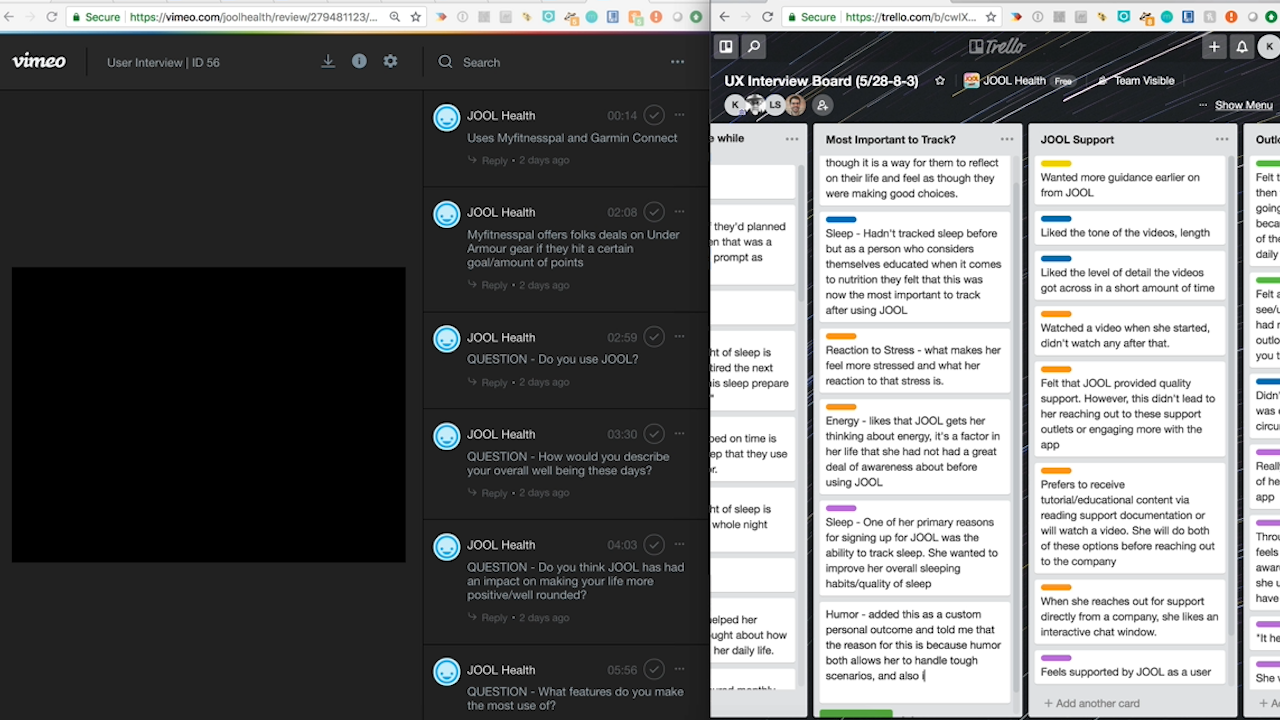 Secure https://vimeo.com/joolhealth/review/279481123/...
vimeo
User Interview | ID 56
Search
JOOL Health 00:14
Uses Myfitnesspal and Garmin Connect
Reply • 2 days ago
JOOL Health 02:08
Myfitnesspal offers folks deals on Under
Armour gear if they hit a certain
goal/amount of points
Reply • 2 days ago
JOOL Health 02:59
QUESTION - Do you use JOOL?
Reply • 2 days ago
JOOL Health 03:30
QUESTION - How would you describe
your overall well being these days?
Reply • 2 days ago
JOOL Health 04:03
QUESTION - Do you think JOOL has had
an impact on making your life more
positive/well rounded?
Reply • 2 days ago
JOOL Health 05:56
QUESTION - What features do you make
the most use of?
Secure https://trello.com/b/cwIX...
Trello
K
UX Interview Board (5/28-8-3)
JOOL Health Free
Team Visible
K
LS
... Show Menu
e while
they'd planned
en that was a
prompt as
ht of sleep is
tired the next
is sleep prepare
ped on time is
ep that they use
or.
ht of sleep is
whole night
elped her
ught about how
her daily life.
ured monthly
Most Important to Track?
though it is a way for them to reflect
on their life and feel as though they
were making good choices.
Sleep - Hadn't tracked sleep before
but as a person who considers
themselves educated when it comes
to nutrition they felt that this was
now the most important to track
after using JOOL
Reaction to Stress - what makes her
feel more stressed and what her
reaction to that stress is.
Energy - likes that JOOL gets her
thinking about energy, it's a factor in
her life that she had not had a great
deal of awareness about before
using JOOL
Sleep - One of her primary reasons
for signing up for JOOL was the
ability to track sleep. She wanted to
improve her overall sleeping
habits/quality of sleep
Humor - added this as a custom
personal outcome and told me that
the reason for this is because humor
both allows her to handle tough
scenarios, and also i
JOOL Support
Wanted more guidance earlier on
from JOOL
Liked the tone of the videos, length
Liked the level of detail the videos
got across in a short amount of time
Watched a video when she started,
didn't watch any after that.
Felt that JOOL provided quality
support. However, this didn't lead to
her reaching out to these support
outlets or engaging more with the
app
Prefers to receive
tutorial/educational content via
reading support documentation or
will watch a video. She will do both
of these options before reaching out
to the company
When she reaches out for support
directly from a company, she likes an
interactive chat window.
Feels supported by JOOL as a user
+ Add another card
Outlo
Felt t
then
going
becau
of the
daily
Felt a
see/u
had n
outlo
you t
Didn'
was
circu
Really
of he
app
Throu
feels
awar
she u
have
"It he
She v
+ A